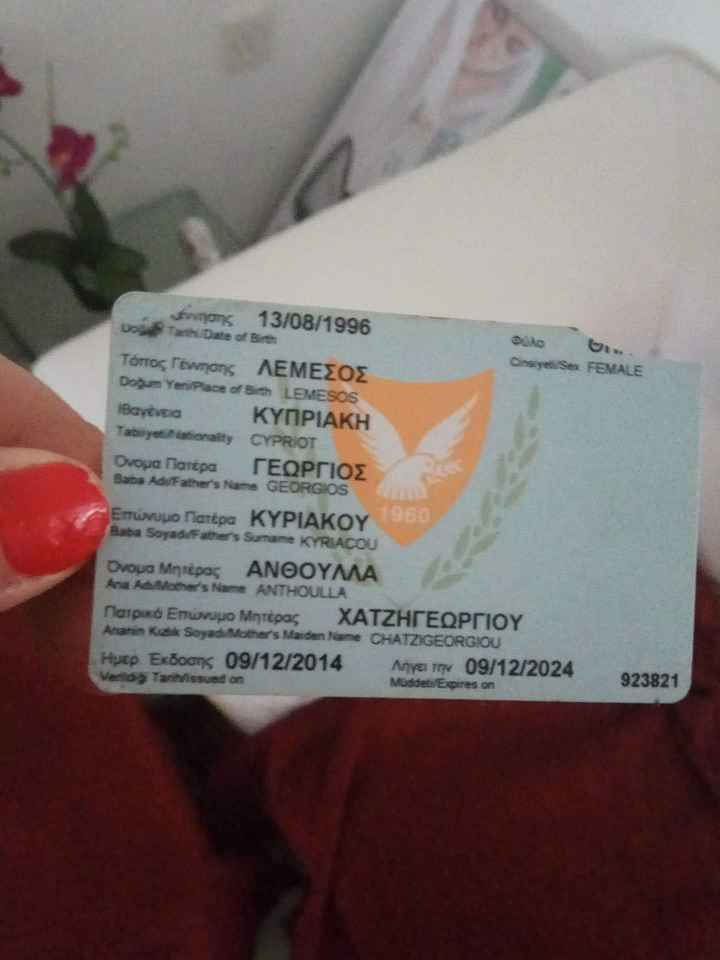 Γέννησης 13/08/1996
Doğum Tarihi/Date of Birth
Φύλο
Cinsiyeti/Sex FEMALE
Τόπος Γέννησης ΛΕΜΕΣΟΣ
Doğum Yeri/Place of Birth LEMESOS
Ιθαγένεια ΚΥΠΡΙΑΚΗ
Tabiiyeti/Nationality CYPRIOT
Όνομα Πατέρα ΓΕΩΡΓΙΟΣ
Baba Adı/Father's Name GEORGIOS
Επώνυμο Πατέρα ΚΥΡΙΑΚΟΥ
Baba Soyadı/Father's Surname KYRIACOU
1960
Όνομα Μητέρας ΑΝΘΟΥΛΛΑ
Ana Adı/Mother's Name ANTHOULLA
Πατρικό Επώνυμο Μητέρας ΧΑΤΖΗΓΕΩΡΓΙΟΥ
Ananın Kızlık Soyadı/Mother's Maiden Name CHATZIGEORGIOU
Ημερ. Έκδοσης 09/12/2014
Verildiği Tarih/Issued on
Λήγει την 09/12/2024
Müddeti/Expires on
923821